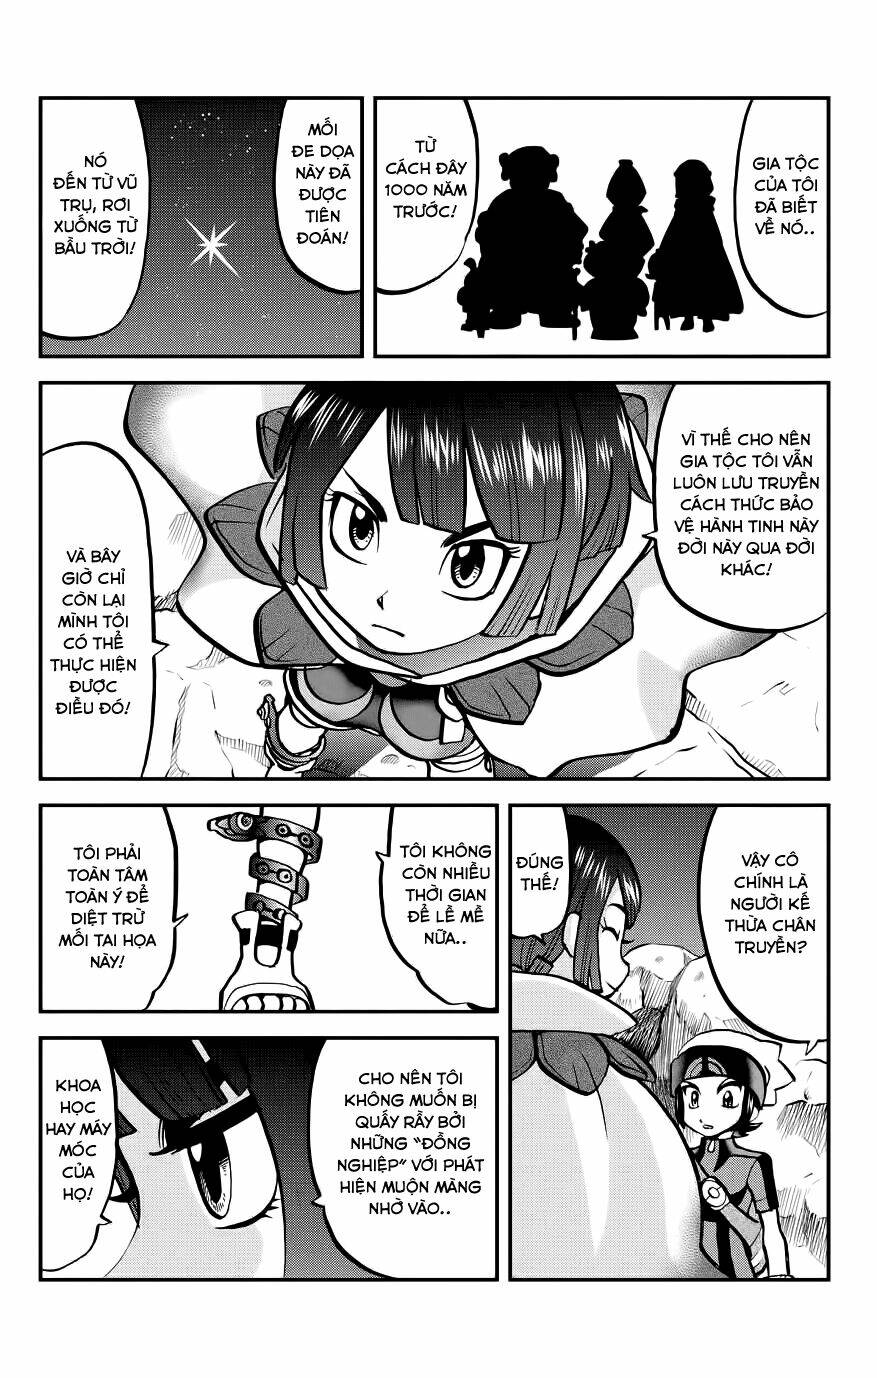 GIA TỘC
CỦA TÔI
ĐÃ BIẾT
VỀ NÓ..
TỪ
CÁCH ĐÂY
1000 NĂM
TRƯỚC!
MỐI
ĐE DỌA
NÀY ĐÃ
ĐƯỢC
TIÊN
ĐOÁN!
NÓ
ĐẾN TỪ VŨ
TRỤ, RƠI
XUỐNG TỪ
BẦU TRỜI!
VÌ THẾ CHO NÊN
GIA TỘC TÔI VẪN
LUÔN LƯU TRUYỀN
CÁCH THỨC BẢO
VỆ HÀNH TINH NÀY
ĐỜI NÀY QUA ĐỜI
KHÁC!
VÀ BÂY
GIỜ CHỈ
CÒN LẠI
MÌNH TÔI
CÓ THỂ
THỰC HIỆN
ĐƯỢC
ĐIỀU ĐÓ!
VẬY CÔ
CHÍNH LÀ
NGƯỜI KẾ
THỪA CHÂN
TRUYỀN?
ĐÚNG
THẾ!
TÔI KHÔNG
CÒN NHIỀU
THỜI GIAN
ĐỂ LỀ MỀ
NỮA..
TÔI PHẢI
TOÀN TÂM
TOÀN Ý ĐỂ
DIỆT TRỪ
MỐI TAI HỌA
NÀY!
CHO NÊN TÔI
KHÔNG MUỐN BỊ
QUẤY RẦY BỞI
NHỮNG "ĐỒNG
NGHIỆP" VỚI PHÁT
HIỆN MUỘN MÀNG
NHỜ VÀO..
KHOA
HỌC
HAY MÁY
MÓC CỦA
HỌ!